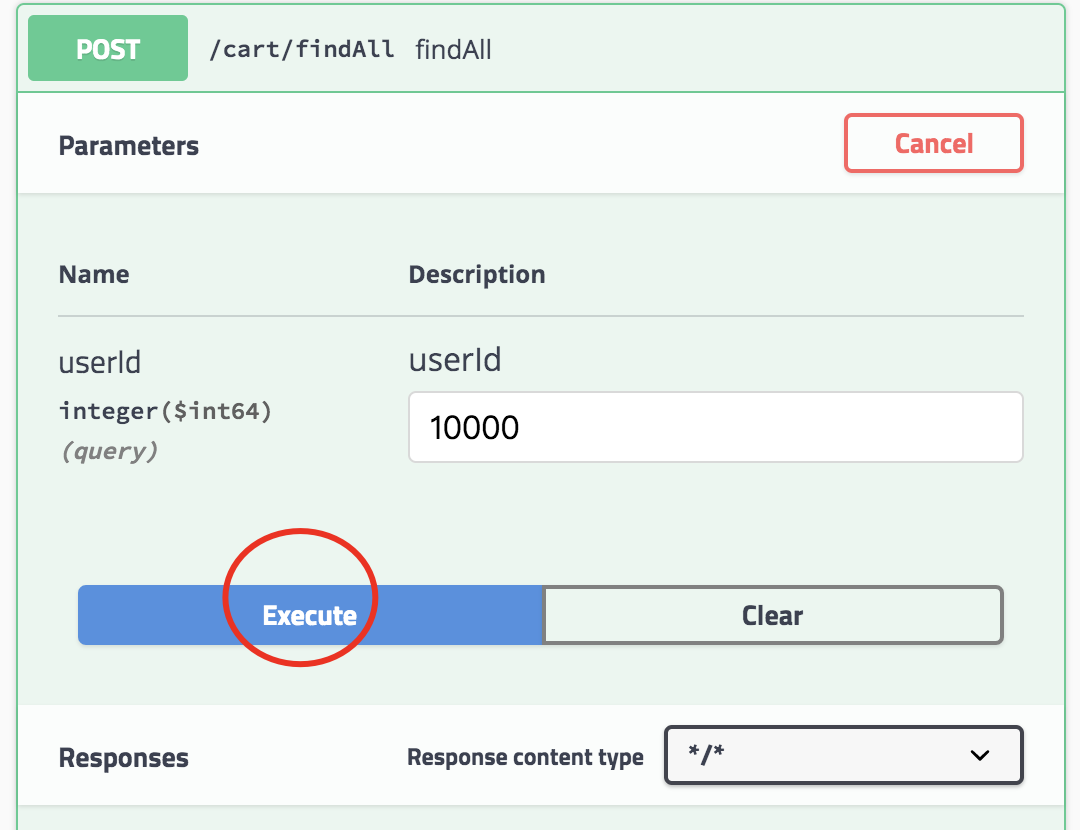 POST /cart/findAll findAll
Parameters Cancel
Name Description
userId userId
integer($int64) 10000
(query)
Execute Clear
Responses Response content type */*